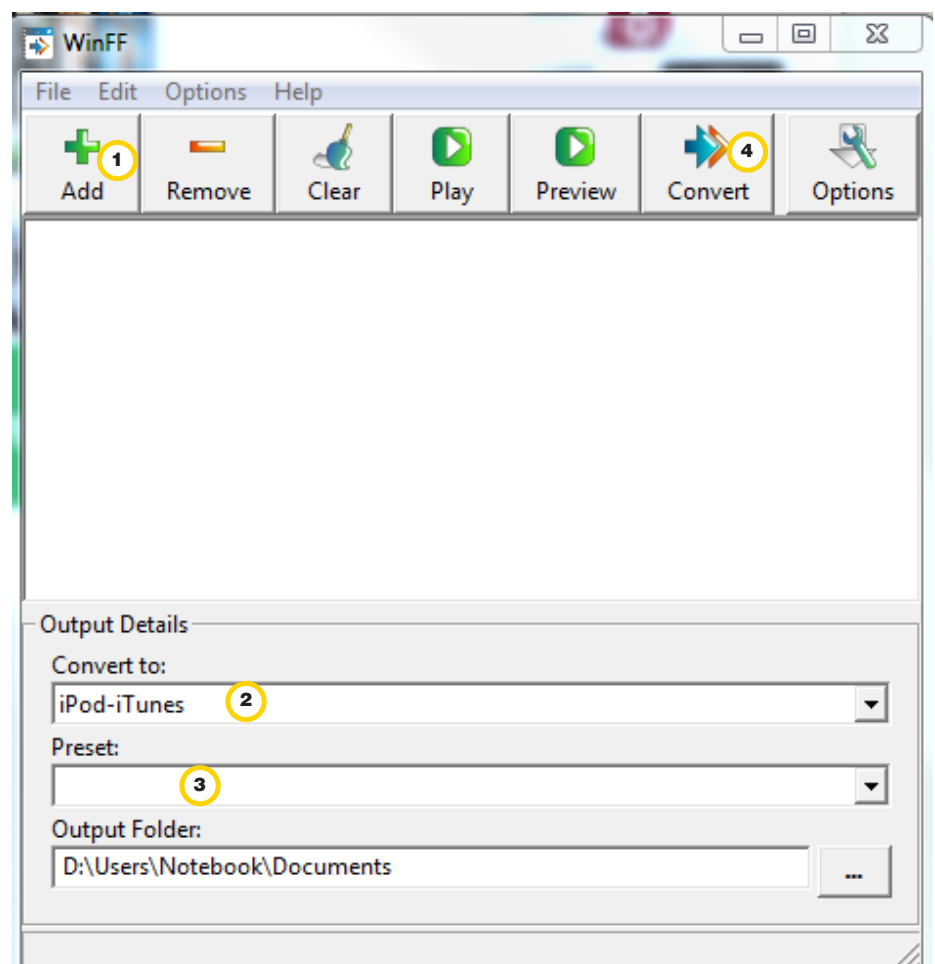 WinFF
File Edit Options Help
1 4
Add Remove Clear Play Preview Convert Options
Output Details
Convert to:
iPod-iTunes 2
Preset:
3
Output Folder:
D:\Users\Notebook\Documents ...